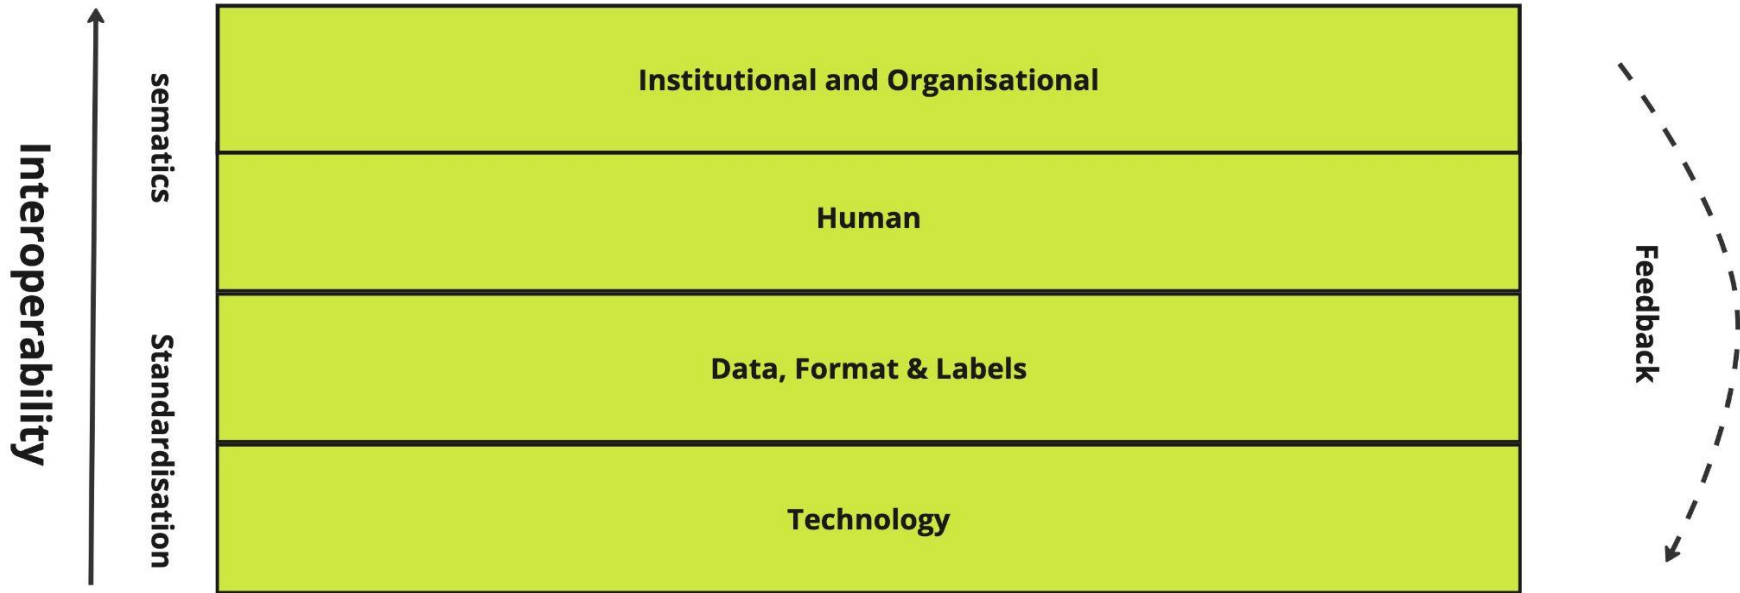 Interoperability
sematics
Standardisation
Institutional and Organisational
Human
Data, Format & Labels
Technology
Feedback